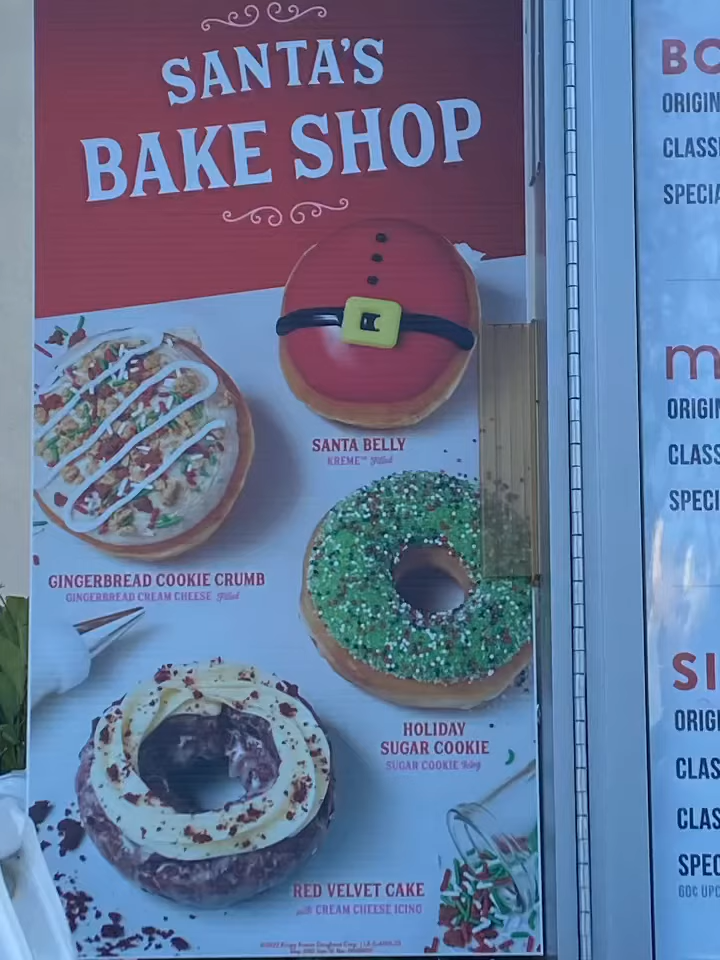 SANTA'S
BAKE SHOP
SANTA BELLY
KREME™ Filled
GINGERBREAD COOKIE CRUMB
GINGERBREAD CREAM CHEESE Filled
HOLIDAY
SUGAR COOKIE
SUGAR COOKIE Icing
RED VELVET CAKE
with CREAM CHEESE ICING
BO
ORIGIN
CLASS
SPECIA
m
ORIGIN
CLASS
SPECI
SI
ORIGI
CLAS
CLAS
SPEC
60¢ UPC